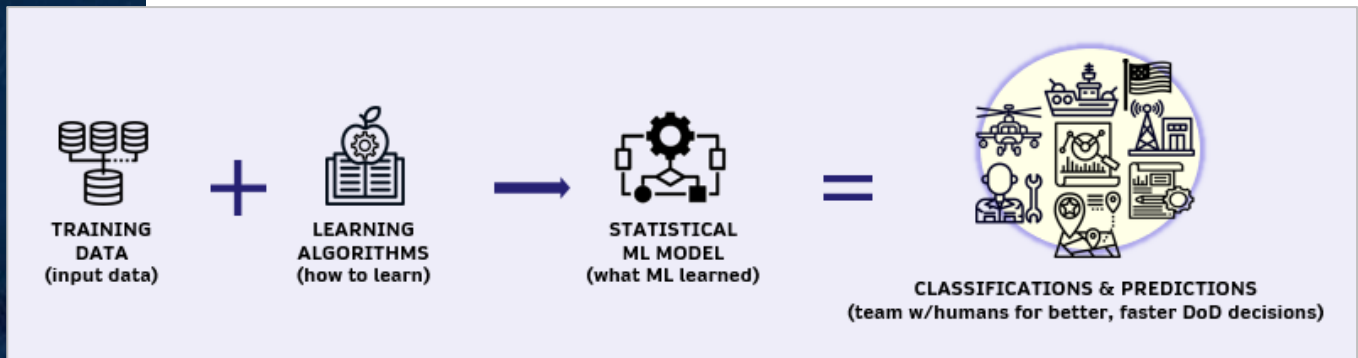 TRAINING
DATA
(input data)
LEARNING
ALGORITHMS
(how to learn)
STATISTICAL
ML MODEL
(what ML learned)
CLASSIFICATIONS & PREDICTIONS
(team w/humans for better, faster DoD decisions)